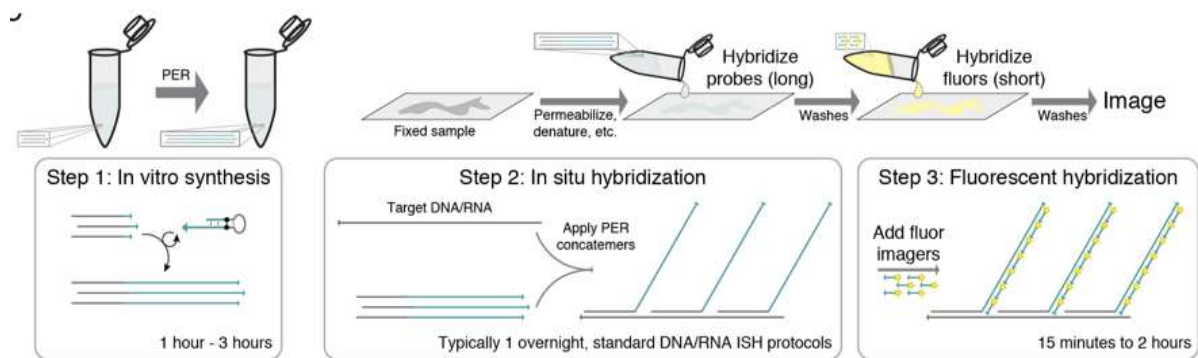 PER
Fixed sample
Permeabilize,
denature, etc.
Hybridize
probes (long)
Washes
Hybridize
fluors (short)
Washes
Image
Step 1: In vitro synthesis
1 hour - 3 hours
Step 2: In situ hybridization
Target DNA/RNA
Apply PER
concatemers
Typically 1 overnight, standard DNA/RNA ISH protocols
Step 3: Fluorescent hybridization
Add fluor
imagers
15 minutes to 2 hours